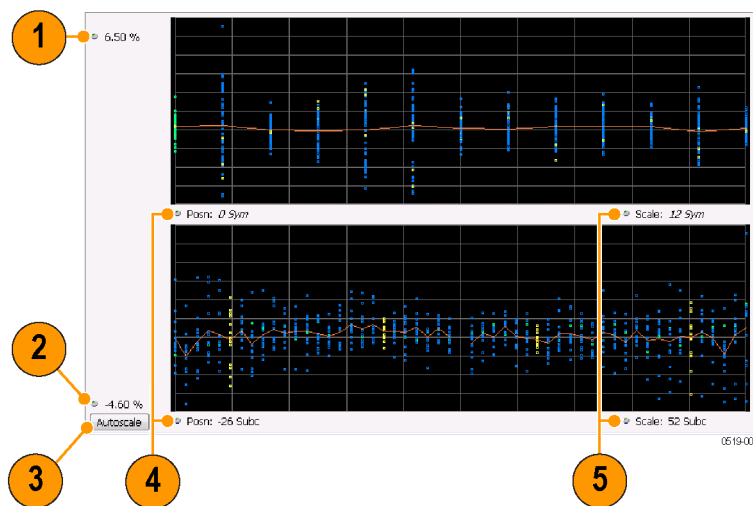 1
6.50 %
Posn: 0 Sym
Scale: 12 Sym
2
-4.60 %
Autoscale
Posn: -26 Subc
Scale: 52 Subc
0519-00
3
4
5